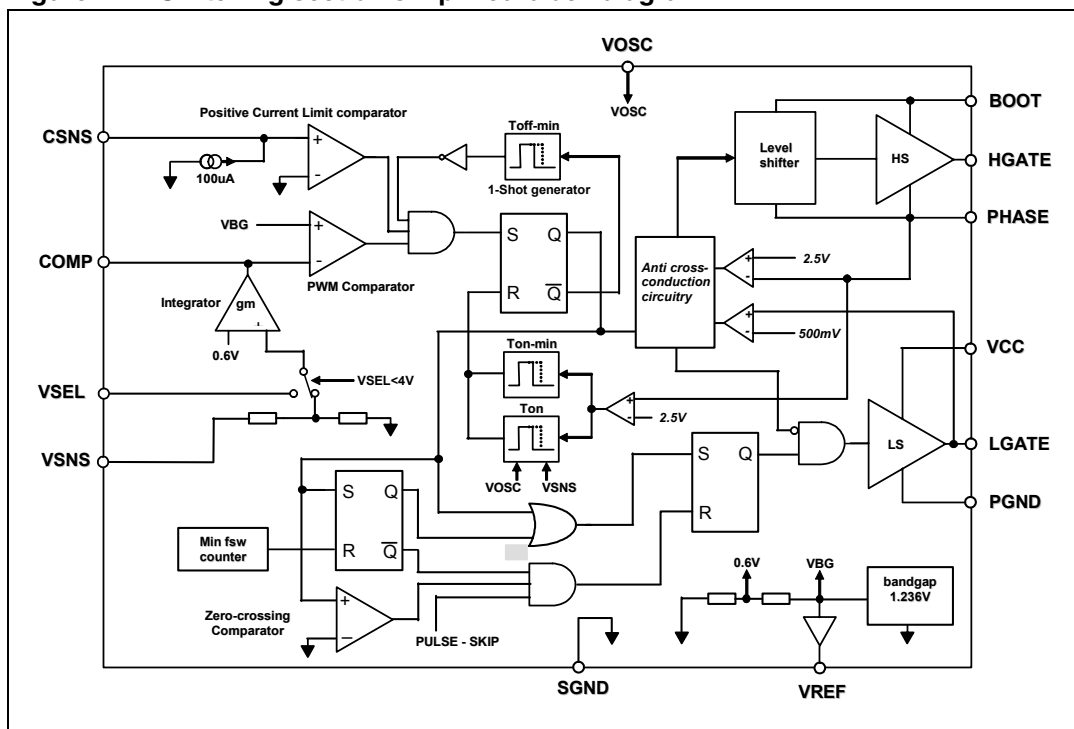 VOSC
VOSC
Positive Current Limit comparator
CSNS
+
-
100uA
Toff-min
1-Shot generator
BOOT
Level
shifter
HS
HGATE
PHASE
VBG
+
-
COMP
PWM Comparator
Integrator
gm
0.6V
S
Q
R
Q
Anti cross-
conduction
circuitry
+
-
2.5V
+
-
500mV
VCC
Ton-min
Ton
VOSC
VSNS
+
-
2.5V
VSEL<4V
VSEL
VSNS
S
Q
R
LS
LGATE
PGND
S
Q
R
Q
Min fsw
counter
+
Zero-crossing
Comparator
PULSE - SKIP
0.6V
VBG
bandgap
1.236V
SGND
VREF